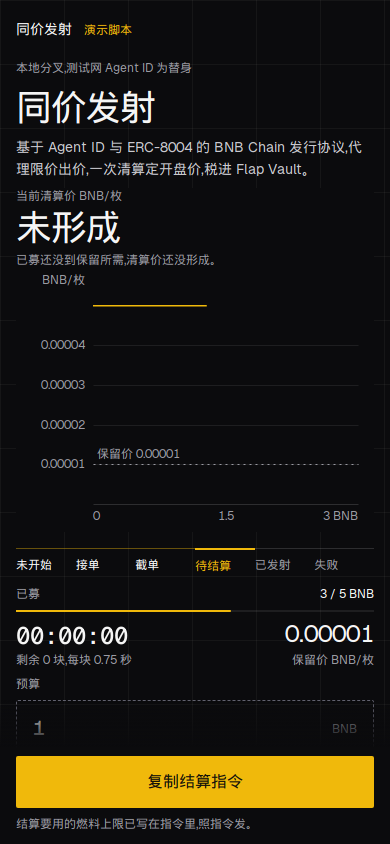 同价发射 演示脚本
本地分叉,测试网 Agent ID 为替身
同价发射
基于 Agent ID 与 ERC-8004 的 BNB Chain 发行协议,代
理限价出价,一次清算定开盘价,税进 Flap Vault。
当前清算价 BNB/枚
未形成
已募还没到保留所需,清算价还没形成。
BNB/枚
0.00004
0.00003
0.00002
保留价 0.00001
0.00001
0 1.5 3 BNB
未开始 接单 截单 待结算 已发射 失败
已募 3 / 5 BNB
00:00:00 0.00001
剩余 0 块,每块 0.75 秒 保留价 BNB/枚
预算
1 BNB
复制结算指令
结算要用的燃料上限已写在指令里,照指令发。